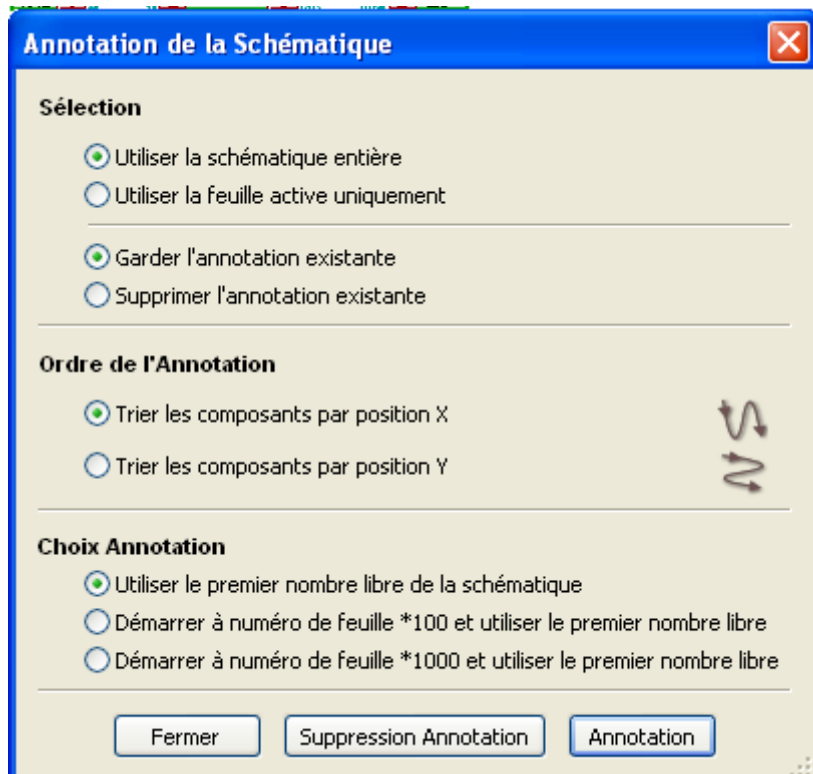 Annotation de la Schématique
Sélection
Utiliser la schématique entière
Utiliser la feuille active uniquement
Garder l'annotation existante
Supprimer l'annotation existante
Ordre de l'Annotation
Trier les composants par position X
Trier les composants par position Y
Choix Annotation
Utiliser le premier nombre libre de la schématique
Démarrer à numéro de feuille *100 et utiliser le premier nombre libre
Démarrer à numéro de feuille *1000 et utiliser le premier nombre libre
Fermer Suppression Annotation Annotation